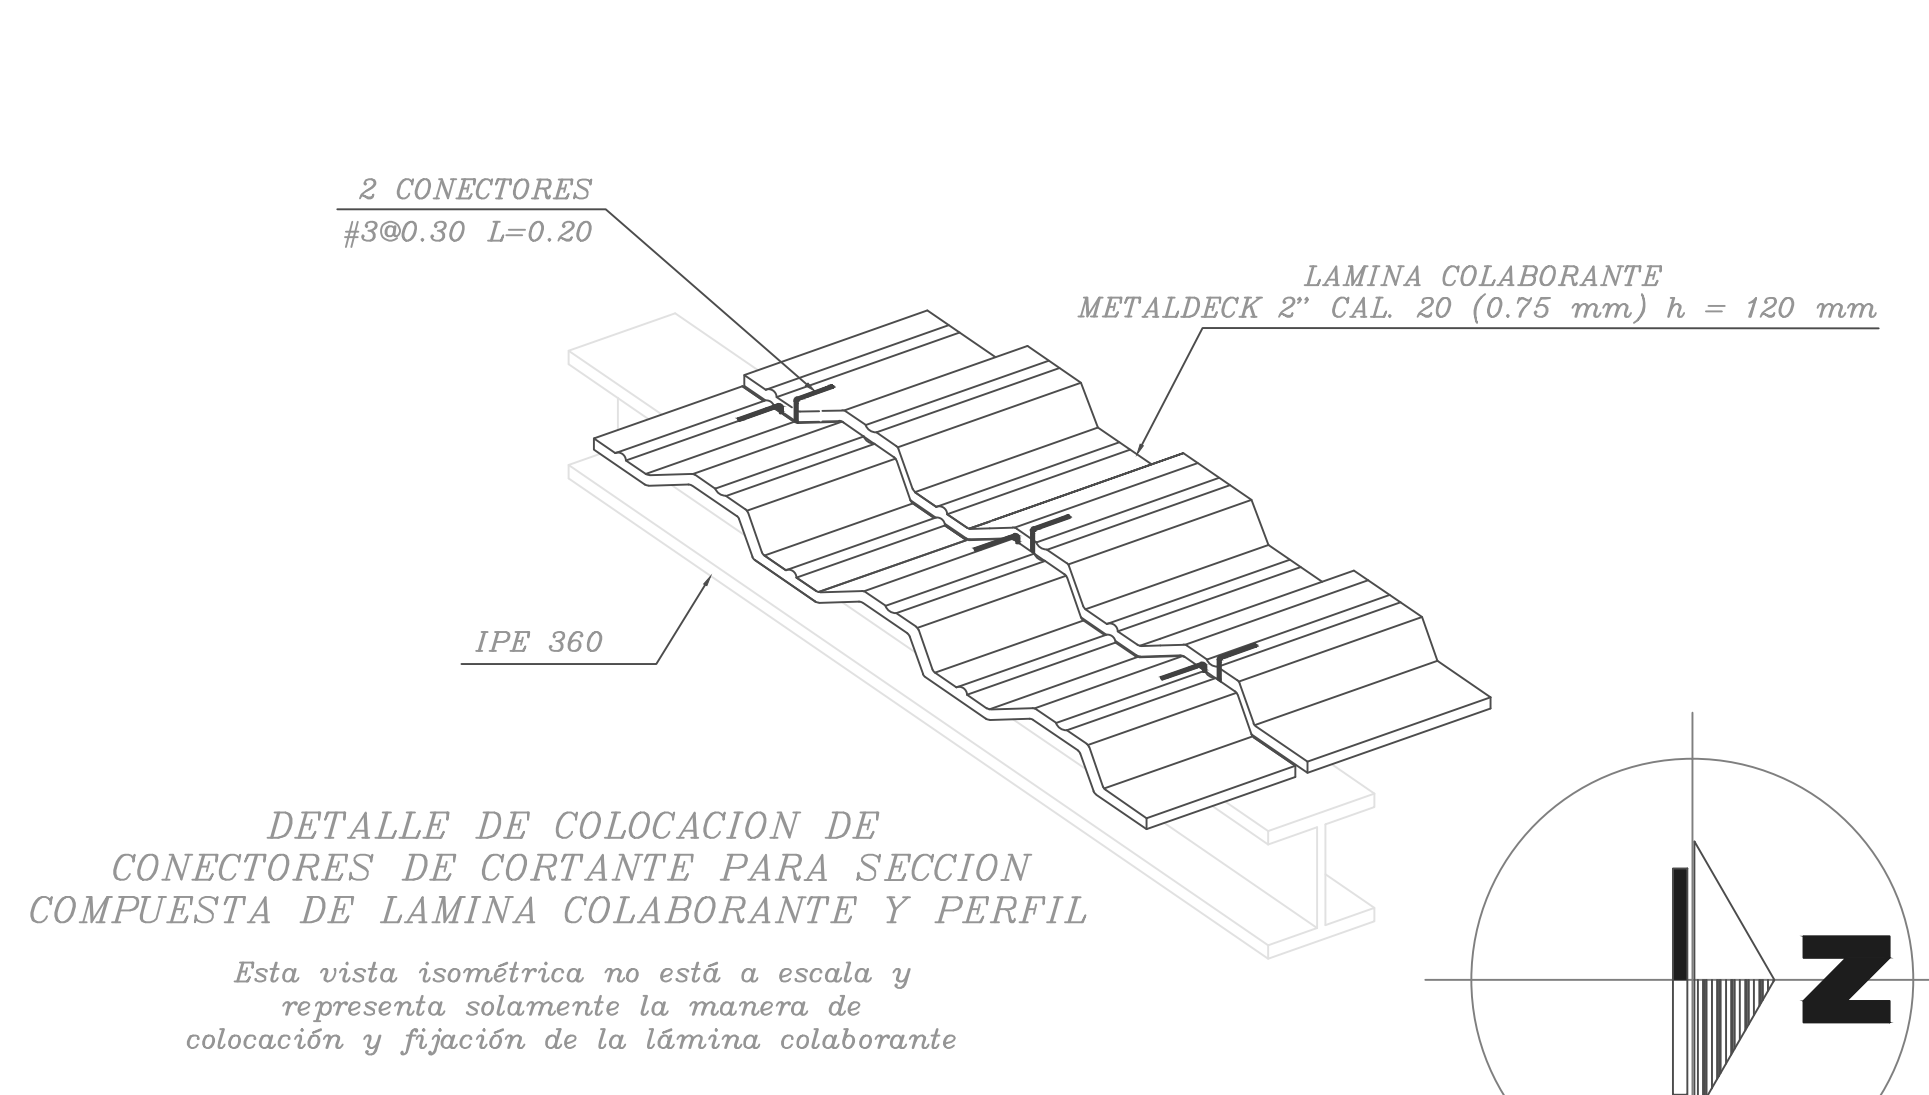 2 CONECTORES
#3@0.30 L=0.20
LAMINA COLABORANTE
METALDECK 2” CAL. 20 (0.75 mm) h = 120 mm
IPE 360
DETALLE DE COLOCACION DE
CONECTORES DE CORTANTE PARA SECCION
COMPUESTA DE LAMINA COLABORANTE Y PERFIL
Esta vista isométrica no está a escala y
representa solamente la manera de
colocación y fijación de la lámina colaborante
N